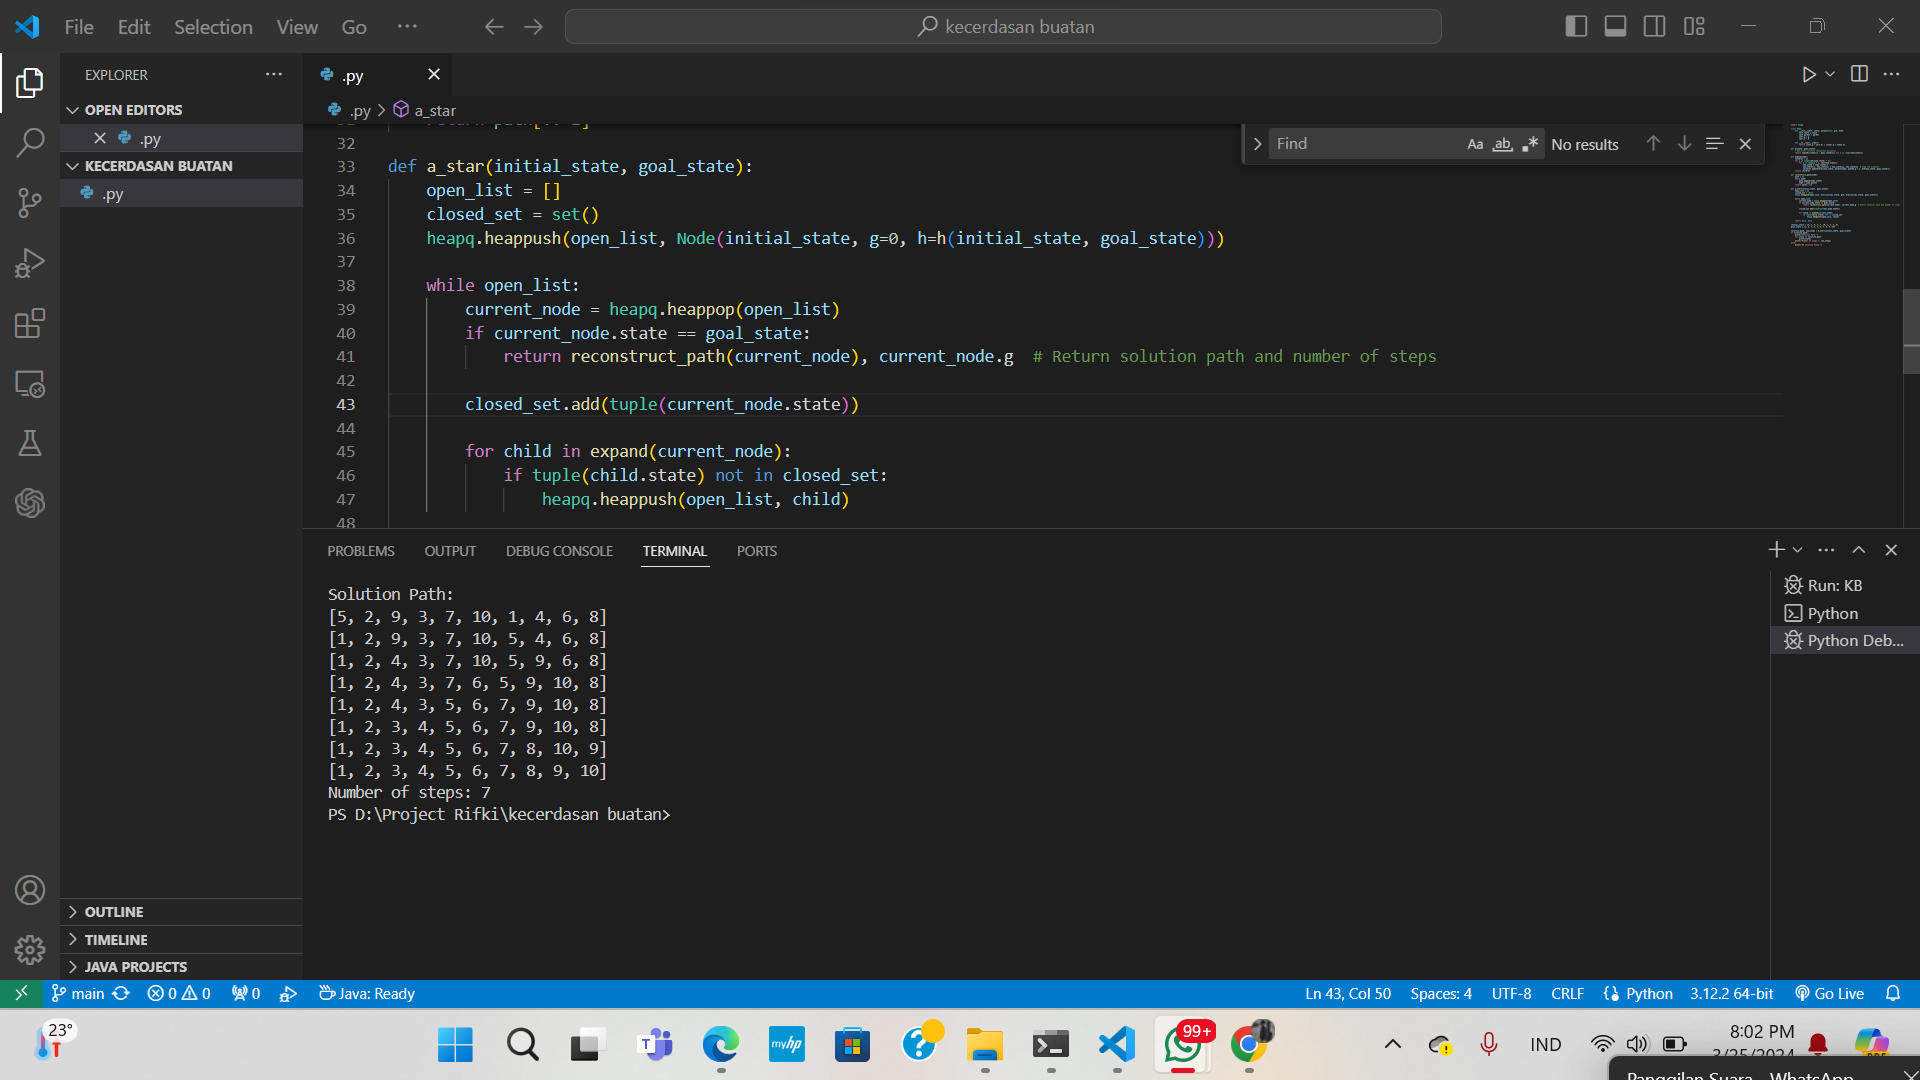 File Edit Selection View Go ··· kecerdasan buatan
EXPLORER
OPEN EDITORS
.py
KECERDASAN BUATAN
.py
OUTLINE
TIMELINE
JAVA PROJECTS
.py
.py > a_star
Find Aa ab No results
32
33 def a_star(initial_state, goal_state):
34 open_list = []
35 closed_set = set()
36 heapq.heappush(open_list, Node(initial_state, g=0, h=h(initial_state, goal_state)))
37
38 while open_list:
39 current_node = heapq.heappop(open_list)
40 if current_node.state == goal_state:
41 return reconstruct_path(current_node), current_node.g # Return solution path and number of steps
42
43 closed_set.add(tuple(current_node.state))
44
45 for child in expand(current_node):
46 if tuple(child.state) not in closed_set:
47 heapq.heappush(open_list, child)
48
PROBLEMS OUTPUT DEBUG CONSOLE TERMINAL PORTS
Solution Path:
[5, 2, 9, 3, 7, 10, 1, 4, 6, 8]
[1, 2, 9, 3, 7, 10, 5, 4, 6, 8]
[1, 2, 4, 3, 7, 10, 5, 9, 6, 8]
[1, 2, 4, 3, 7, 6, 5, 9, 10, 8]
[1, 2, 4, 3, 5, 6, 7, 9, 10, 8]
[1, 2, 3, 4, 5, 6, 7, 9, 10, 8]
[1, 2, 3, 4, 5, 6, 7, 8, 10, 9]
[1, 2, 3, 4, 5, 6, 7, 8, 9, 10]
Number of steps: 7
PS D:\Project Rifki\kecerdasan buatan>
Run: KB
Python
Python Deb...
main 0 0 0 Java: Ready Ln 43, Col 50 Spaces: 4 UTF-8 CRLF Python 3.12.2 64-bit Go Live
23°
T
myhp
?
99+
IND
8:02 PM
3/25/2024
Panggilan Suara - WhatsApp